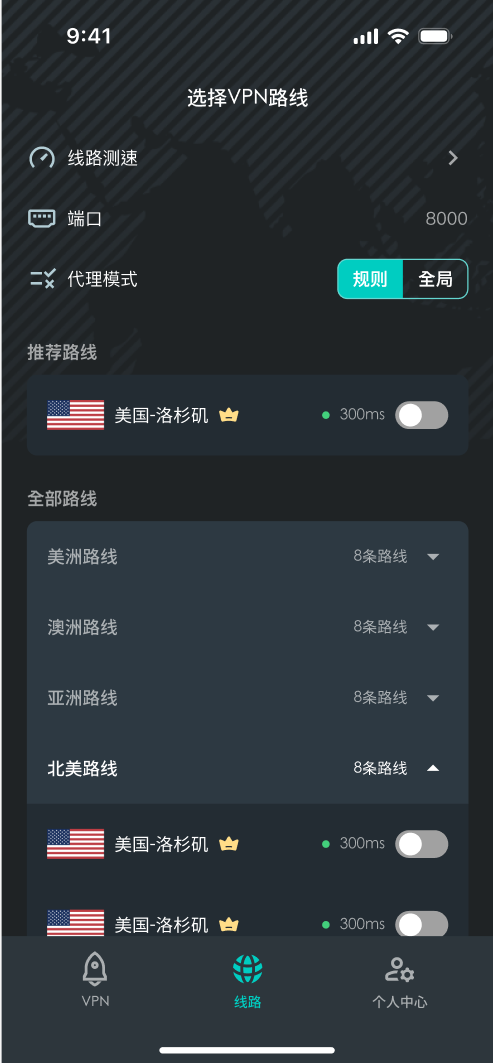 9:41
选择VPN路线
线路测速
端口 8000
代理模式 规则 全局
推荐路线
美国-洛杉矶 300ms
全部路线
美洲路线 8条路线
澳洲路线 8条路线
亚洲路线 8条路线
北美路线 8条路线
美国-洛杉矶 300ms
美国-洛杉矶 300ms
VPN 线路 个人中心